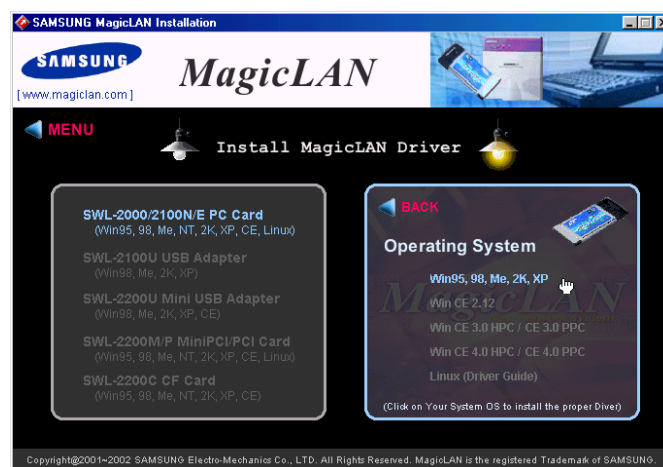 SAMSUNG MagicLAN Installation
SAMSUNG
[www.magiclan.com]
MagicLAN
MENU
Install MagicLAN Driver
SWL-2000/2100N/E PC Card
(Win95, 98, Me, NT, 2K, XP, CE, Linux)
SWL-2100U USB Adapter
(Win98, Me, 2K, XP)
SWL-2200U Mini USB Adapter
(Win98, Me, 2K, XP, CE)
SWL-2200M/P MiniPCI/PCI Card
(Win95, 98, Me, NT, 2K, XP, CE, Linux)
SWL-2200C CF Card
(Win95, 98, Me, NT, 2K, XP, CE)
BACK
Operating System
Win95, 98, Me, 2K, XP
MagicLAN
Win CE 2.12
Win CE 3.0 HPC / CE 3.0 PPC
Win CE 4.0 HPC / CE 4.0 PPC
Linux (Driver Guide)
(Click on Your System OS to install the proper Diver)
Copyright@2001~2002 SAMSUNG Electro-Mechanics Co., LTD. All Rights Reserved. MagicLAN is the registered Trademark of SAMSUNG.